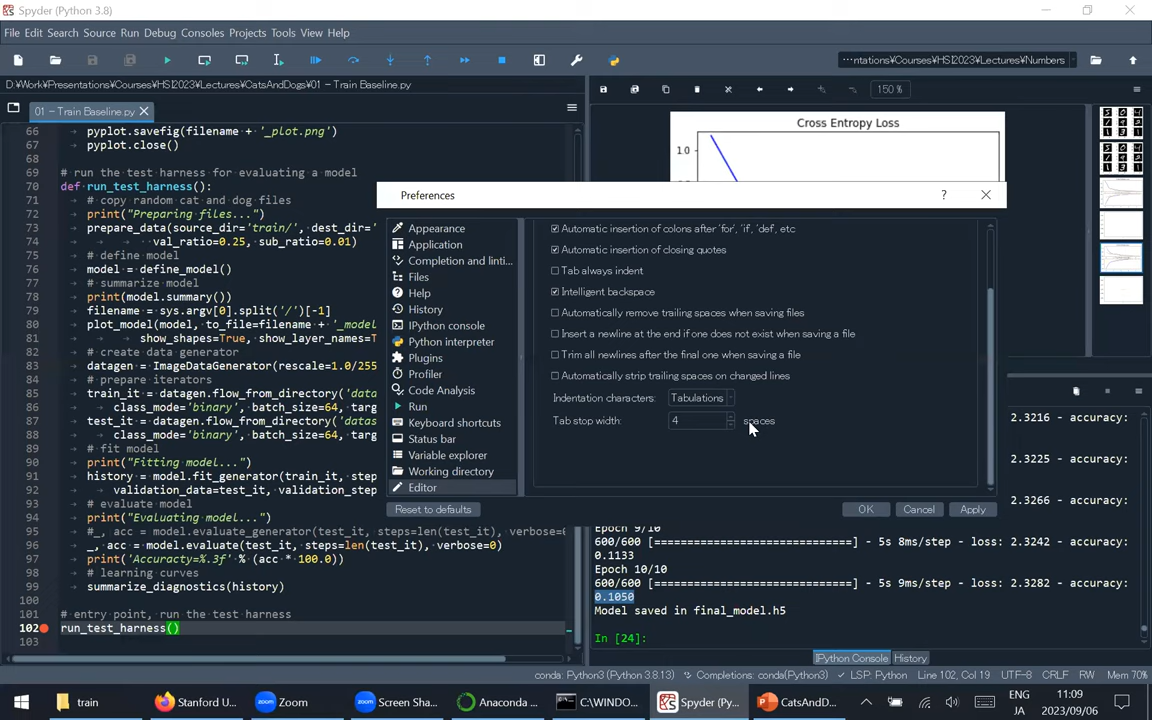 Spyder (Python 3.8)
File Edit Search Source Run Debug Consoles Projects Tools View Help
···ntations¥Courses¥HSI2023¥Lectures¥Numbers
D:¥Work¥Presentations¥Courses¥HSI2023¥Lectures¥CatsAndDogs¥01 – Train Baseline.py
01 – Train Baseline.py
150 %
66 pyplot.savefig(filename + '_plot.png')
67 pyplot.close()
68
69 # run the test harness for evaluating a model
70 def run_test_harness():
71 # copy random cat and dog files
72 print("Preparing files...")
73 prepare_data(source_dir='train/', dest_dir='
74 val_ratio=0.25, sub_ratio=0.01)
75 # define model
76 model = define_model()
77 # summarize model
78 print(model.summary())
79 filename = sys.argv[0].split('/')[-1]
80 plot_model(model, to_file=filename + '_model
81 show_shapes=True, show_layer_names=T
82 # create data generator
83 datagen = ImageDataGenerator(rescale=1.0/255
84 # prepare iterators
85 train_it = datagen.flow_from_directory('data
86 class_mode='binary', batch_size=64, targ
87 test_it = datagen.flow_from_directory('datas
88 class_mode='binary', batch_size=64, targ
89 # fit model
90 print("Fitting model...")
91 history = model.fit_generator(train_it, step
92 validation_data=test_it, validation_step
93 # evaluate model
94 print("Evaluating model...")
95 #_, acc = model.evaluate_generator(test_it, steps=len(test_it), verbose=0
96 _, acc = model.evaluate(test_it, steps=len(test_it), verbose=0)
97 print('Accuracty=%.3f' % (acc * 100.0))
98 # learning curves
99 summarize_diagnostics(history)
100
101 # entry point, run the test harness
102 run_test_harness()
103
Cross Entropy Loss
1.0
Preferences
?
Appearance
Application
Completion and linti...
Files
Help
History
IPython console
Python interpreter
Plugins
Profiler
Code Analysis
Run
Keyboard shortcuts
Status bar
Variable explorer
Working directory
Editor
Automatic insertion of colons after 'for', 'if', 'def', etc
Automatic insertion of closing quotes
Tab always indent
Intelligent backspace
Automatically remove trailing spaces when saving files
Insert a newline at the end if one does not exist when saving a file
Trim all newlines after the final one when saving a file
Automatically strip trailing spaces on changed lines
Indentation characters: Tabulations
Tab stop width: 4 spaces
Reset to defaults
OK Cancel Apply
2.3216 - accuracy:
2.3225 - accuracy:
2.3266 - accuracy:
Epoch 9/10
600/600 [==============================] - 5s 8ms/step - loss: 2.3242 - accuracy:
0.1133
Epoch 10/10
600/600 [==============================] - 5s 9ms/step - loss: 2.3282 - accuracy:
0.1050
Model saved in final_model.h5
In [24]:
IPython Console History
conda: Python3 (Python 3.8.13) Completions: conda(Python3) ✓ LSP: Python Line 102, Col 19 UTF-8 CRLF RW Mem 70%
train
Stanford U...
Zoom
Screen Sha...
Anaconda ...
C:\WINDO...
Spyder (Py...
CatsAndD...
ENG
JA
11:09
2023/09/06